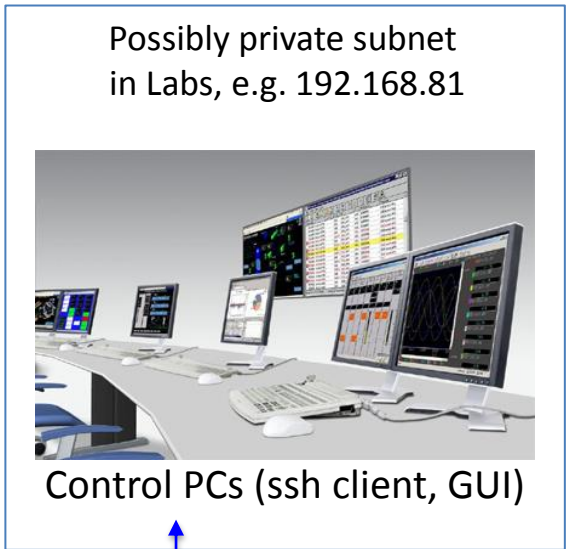 Possibly private subnet
in Labs, e.g. 192.168.81
Control PCs (ssh client, GUI)